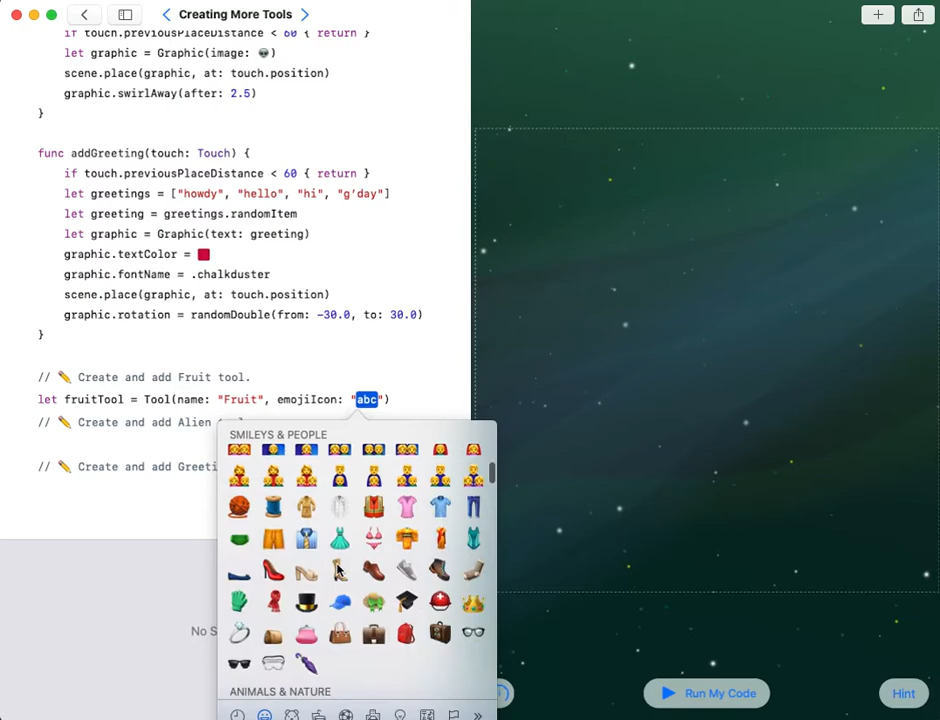 Creating More Tools
if touch.previousPlaceDistance < 60 { return }
let graphic = Graphic(image: 👽)
scene.place(graphic, at: touch.position)
graphic.swirlAway(after: 2.5)
}
func addGreeting(touch: Touch) {
if touch.previousPlaceDistance < 60 { return }
let greetings = ["howdy", "hello", "hi", "g’day"]
let greeting = greetings.randomItem
let graphic = Graphic(text: greeting)
graphic.textColor =
graphic.fontName = .chalkduster
scene.place(graphic, at: touch.position)
graphic.rotation = randomDouble(from: -30.0, to: 30.0)
}
// ✏️ Create and add Fruit tool.
let fruitTool = Tool(name: "Fruit", emojiIcon: "abc")
// ✏️ Create and add Alien
SMILEYS & PEOPLE
// ✏️ Create and add
ANIMALS & NATURE
No
Run My Code
Hint